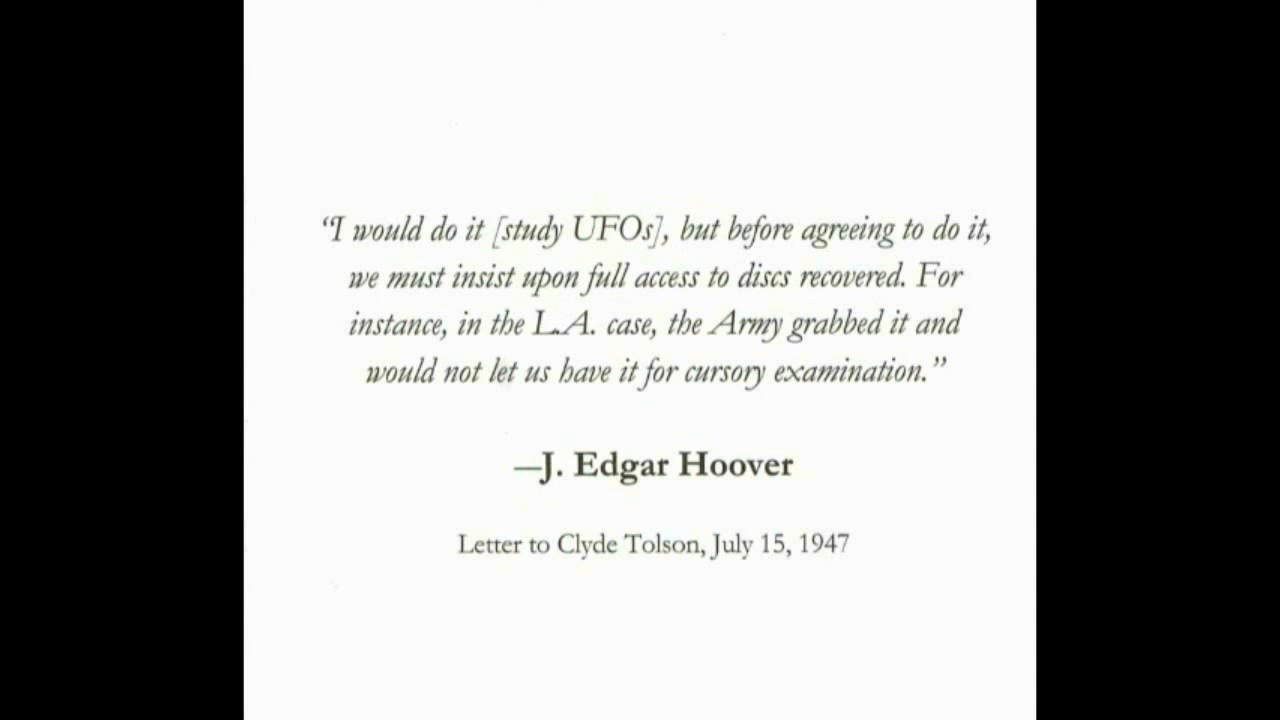 “I would do it [study UFOs], but before agreeing to do it,
we must insist upon full access to discs recovered. For
instance, in the L.A. case, the Army grabbed it and
would not let us have it for cursory examination.”
—J. Edgar Hoover
Letter to Clyde Tolson, July 15, 1947